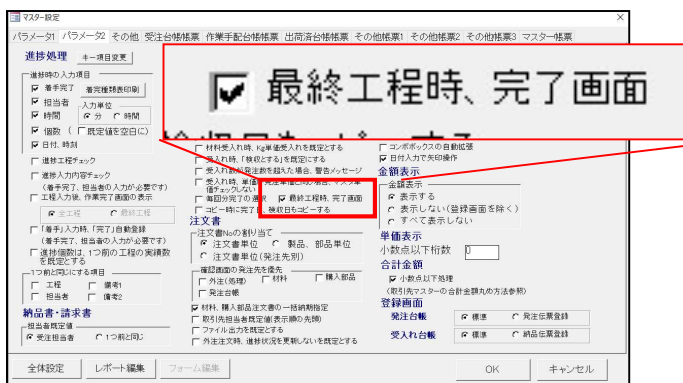 マスター設定
パラメータ1 パラメータ2 その他 受注台帳帳票 作業手配台帳帳票 出荷済台帳帳票 その他帳票1 その他帳票2 その他帳票3 マスター帳票
進捗処理 キー項目変更
進捗時の入力項目
着手完了 着完種類表印刷
担当者 入力単位
時間 分 時間
個数 ( 既定値を空白に)
日付、時刻
進捗工程チェック
進捗入力内容チェック
(着手完了、担当者の入力が必要です)
工程入力後、作業完了画面の表示
全工程 最終工程
「着手」入力時、「完了」自動登録
(着手完了、担当者の入力が必要です)
進捗個数は、1つ前の工程の実績数を既定とする
1つ前と同じにする項目
工程 備考1
担当者 備考2
納品書・請求書
担当者既定値
受注担当者 1つ前と同じ
最終工程時、完了画面
材料受入れ時、Kg単価受入れを既定とする
受入れ時、「検収とする」を既定にする
受入れ数が発注数を超えた場合、警告メッセージ
価チェックしない
毎回分完了の選択 最終工程時、完了画面
コピー時に完了日、検収日もコピーする
注文書
注文書Noの割り当て
注文書単位 製品、部品単位
注文書単位(発注先別)
確認画面の発注先を優先
外注(処理) 材料 購入部品
発注台帳
材料、購入部品注文書の一括納期指定
取引先担当者既定値(表示順の先頭)
ファイル出力を既定とする
外注注文時、進捗状況を更新しないを既定とする
コンボボックスの自動拡張
日付入力で矢印操作
金額表示
金額表示
表示する
表示しない(登録画面を除く)
すべて表示しない
単価表示
小数点以下桁数 0
合計金額
小数点以下処理
(取引先マスターの合計金額丸め方法参照)
登録画面
発注台帳 標準 発注伝票登録
受入れ台帳 標準 納品伝票登録
全体設定 レポート編集 フォーム編集 OK キャンセル